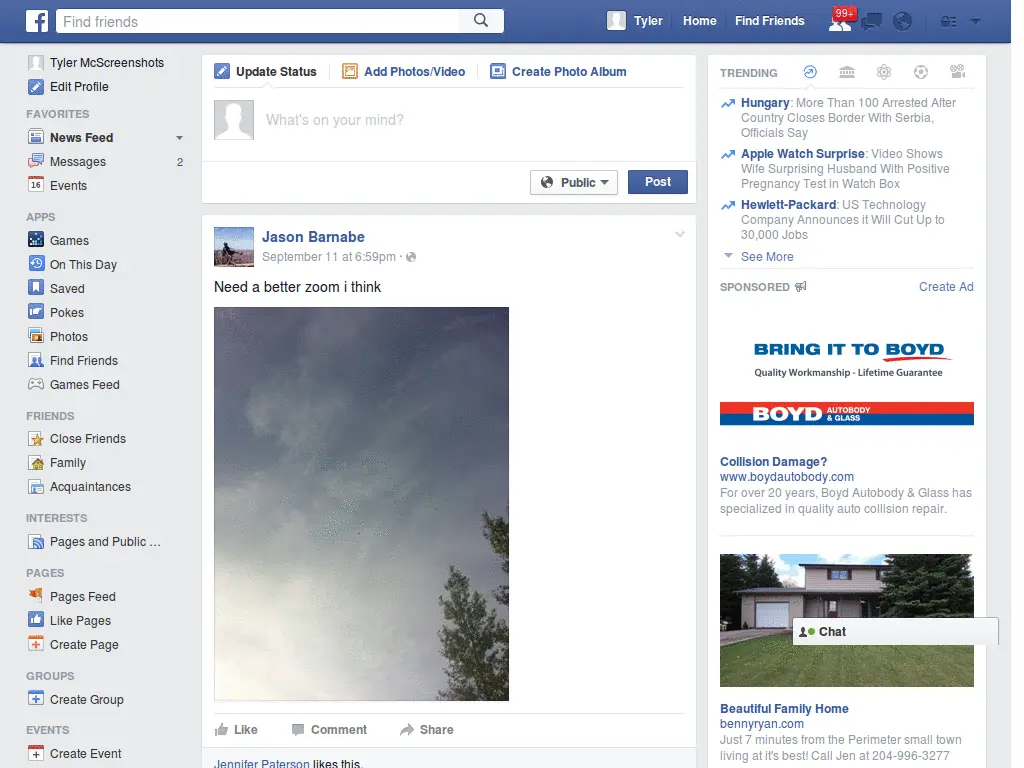 f
Find friends
Tyler
Home
Find Friends
99+
Tyler McScreenshots
Edit Profile
FAVORITES
News Feed
Messages 2
16 Events
APPS
Games
On This Day
Saved
Pokes
Photos
Find Friends
Games Feed
FRIENDS
Close Friends
Family
Acquaintances
INTERESTS
Pages and Public ...
PAGES
Pages Feed
Like Pages
Create Page
GROUPS
Create Group
EVENTS
Create Event
Update Status
Add Photos/Video
Create Photo Album
What's on your mind?
Public
Post
Jason Barnabe
September 11 at 6:59pm ·
Need a better zoom i think
Like
Comment
Share
Jennifer Paterson likes this.
TRENDING
Hungary: More Than 100 Arrested After
Country Closes Border With Serbia,
Officials Say
Apple Watch Surprise: Video Shows
Wife Surprising Husband With Positive
Pregnancy Test in Watch Box
Hewlett-Packard: US Technology
Company Announces it Will Cut Up to
30,000 Jobs
See More
SPONSORED
Create Ad
BRING IT TO BOYD
Quality Workmanship - Lifetime Guarantee
BOYD AUTOBODY
& GLASS
Collision Damage?
www.boydautobody.com
For over 20 years, Boyd Autobody & Glass has
specialized in quality auto collision repair.
Chat
Beautiful Family Home
bennyryan.com
Just 7 minutes from the Perimeter small town
living at it's best! Call Jen at 204-996-3277